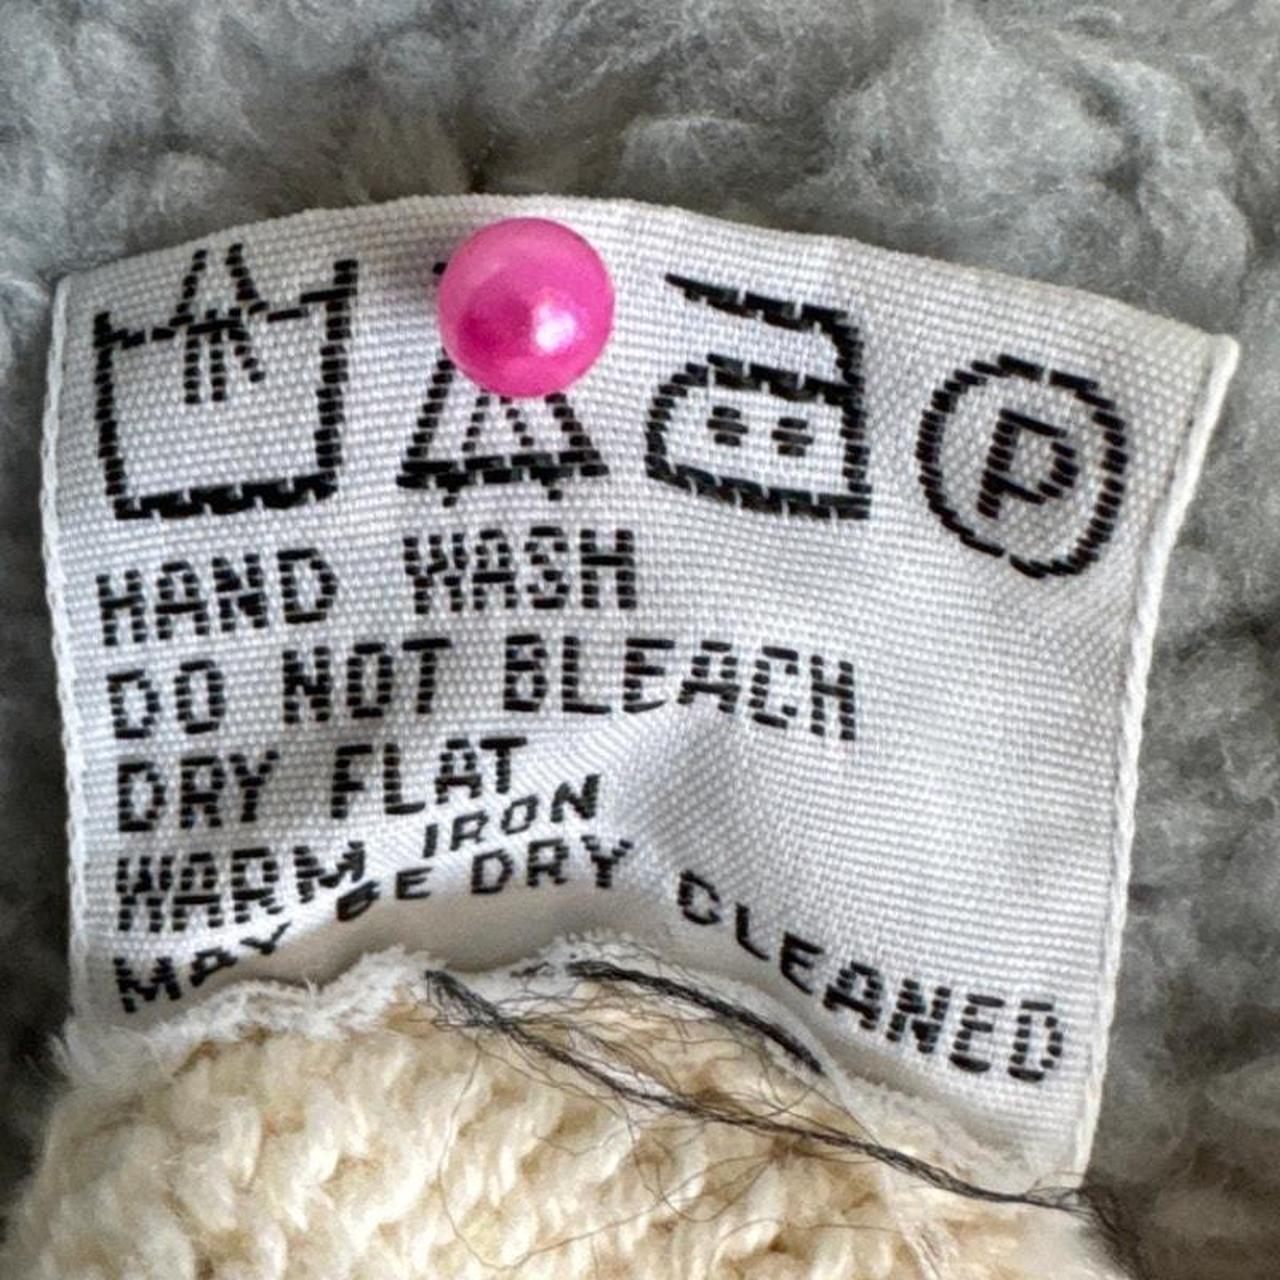 P
HAND WASH
DO NOT BLEACH
DRY FLAT
WARM IRON
MAY BE DRY CLEANED